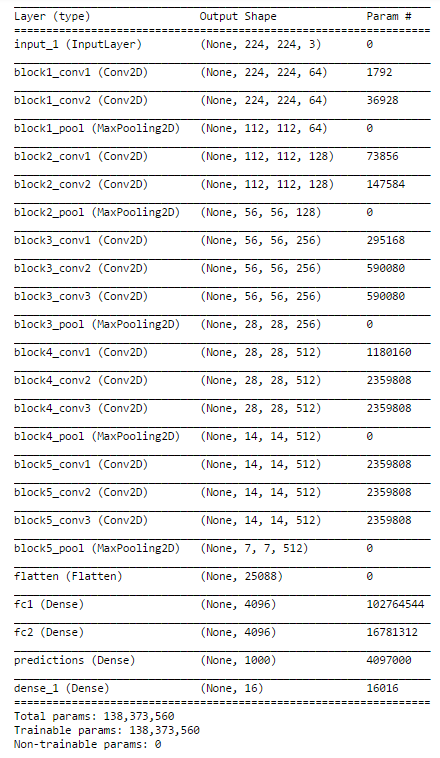 Layer (type) Output Shape Param #
input_1 (InputLayer) (None, 224, 224, 3) 0
block1_conv1 (Conv2D) (None, 224, 224, 64) 1792
block1_conv2 (Conv2D) (None, 224, 224, 64) 36928
block1_pool (MaxPooling2D) (None, 112, 112, 64) 0
block2_conv1 (Conv2D) (None, 112, 112, 128) 73856
block2_conv2 (Conv2D) (None, 112, 112, 128) 147584
block2_pool (MaxPooling2D) (None, 56, 56, 128) 0
block3_conv1 (Conv2D) (None, 56, 56, 256) 295168
block3_conv2 (Conv2D) (None, 56, 56, 256) 590080
block3_conv3 (Conv2D) (None, 56, 56, 256) 590080
block3_pool (MaxPooling2D) (None, 28, 28, 256) 0
block4_conv1 (Conv2D) (None, 28, 28, 512) 1180160
block4_conv2 (Conv2D) (None, 28, 28, 512) 2359808
block4_conv3 (Conv2D) (None, 28, 28, 512) 2359808
block4_pool (MaxPooling2D) (None, 14, 14, 512) 0
block5_conv1 (Conv2D) (None, 14, 14, 512) 2359808
block5_conv2 (Conv2D) (None, 14, 14, 512) 2359808
block5_conv3 (Conv2D) (None, 14, 14, 512) 2359808
block5_pool (MaxPooling2D) (None, 7, 7, 512) 0
flatten (Flatten) (None, 25088) 0
fc1 (Dense) (None, 4096) 102764544
fc2 (Dense) (None, 4096) 16781312
predictions (Dense) (None, 1000) 4097000
dense_1 (Dense) (None, 16) 16016
Total params: 138,373,560
Trainable params: 138,373,560
Non-trainable params: 0